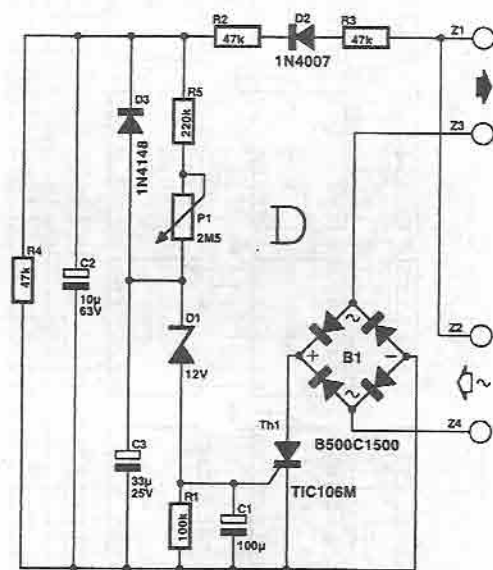 R2
47k
D2
1N4007
R3
47k
Z1
Z3
D3
1N4148
R5
220k
P1
2M5
R4
47k
C2
10µ
63V
D1
12V
+
~
B1
-
~
B500C1500
Z2
~
Z4
Th1
TIC106M
C3
33µ
25V
R1
100k
C1
100µ